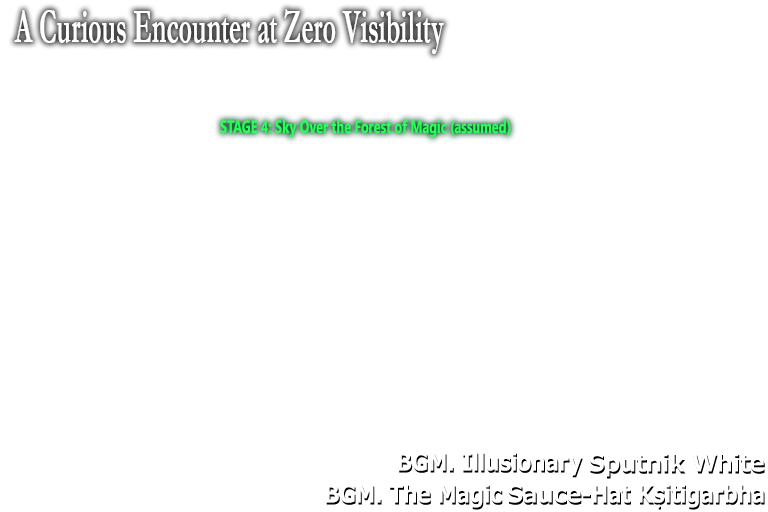 A Curious Encounter at Zero Visibility
STAGE 4: Sky Over the Forest of Magic (assumed)
BGM. Illusionary Sputnik White
BGM. The Magic Sauce-Hat Kṣitigarbha